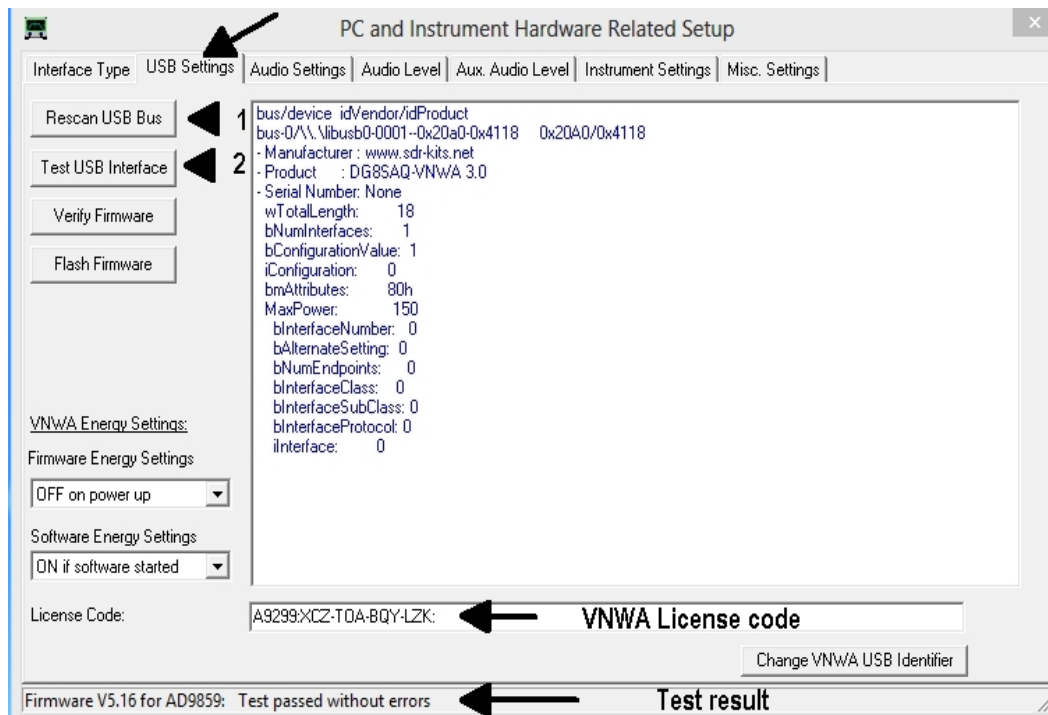 PC and Instrument Hardware Related Setup
Interface Type USB Settings Audio Settings Audio Level Aux. Audio Level Instrument Settings Misc. Settings
Rescan USB Bus
1
Test USB Interface
2
Verify Firmware
Flash Firmware
bus/device idVendor/idProduct
bus-0/\\.\libusb0-0001--0x20a0-0x4118 0x20A0/0x4118
- Manufacturer : www.sdr-kits.net
- Product : DG8SAQ-VNWA 3.0
- Serial Number: None
wTotalLength: 18
bNumInterfaces: 1
bConfigurationValue: 1
iConfiguration: 0
bmAttributes: 80h
MaxPower: 150
bInterfaceNumber: 0
bAlternateSetting: 0
bNumEndpoints: 0
bInterfaceClass: 0
bInterfaceSubClass: 0
bInterfaceProtocol: 0
iInterface: 0
VNWA Energy Settings:
Firmware Energy Settings
OFF on power up
Software Energy Settings
ON if software started
License Code:
A9299:XCZ-TOA-BQY-LZK:
VNWA License code
Change VNWA USB Identifier
Firmware V5.16 for AD9859: Test passed without errors
Test result